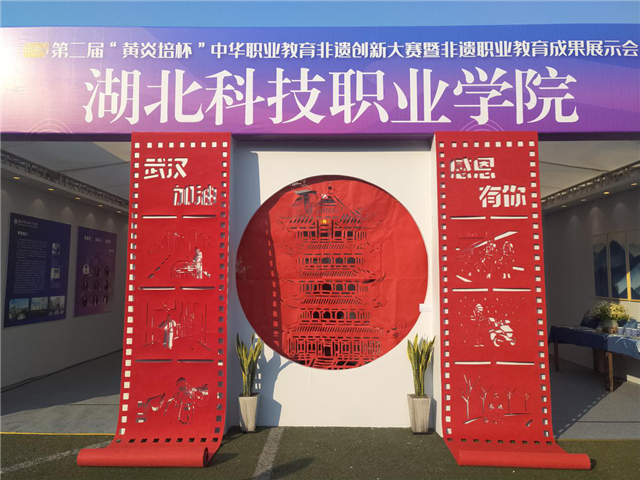 第二届“黄炎培杯”中华职业教育非遗创新大赛暨非遗职业教育成果展示会
湖北科技职业学院
武汉
加油
感恩
有你